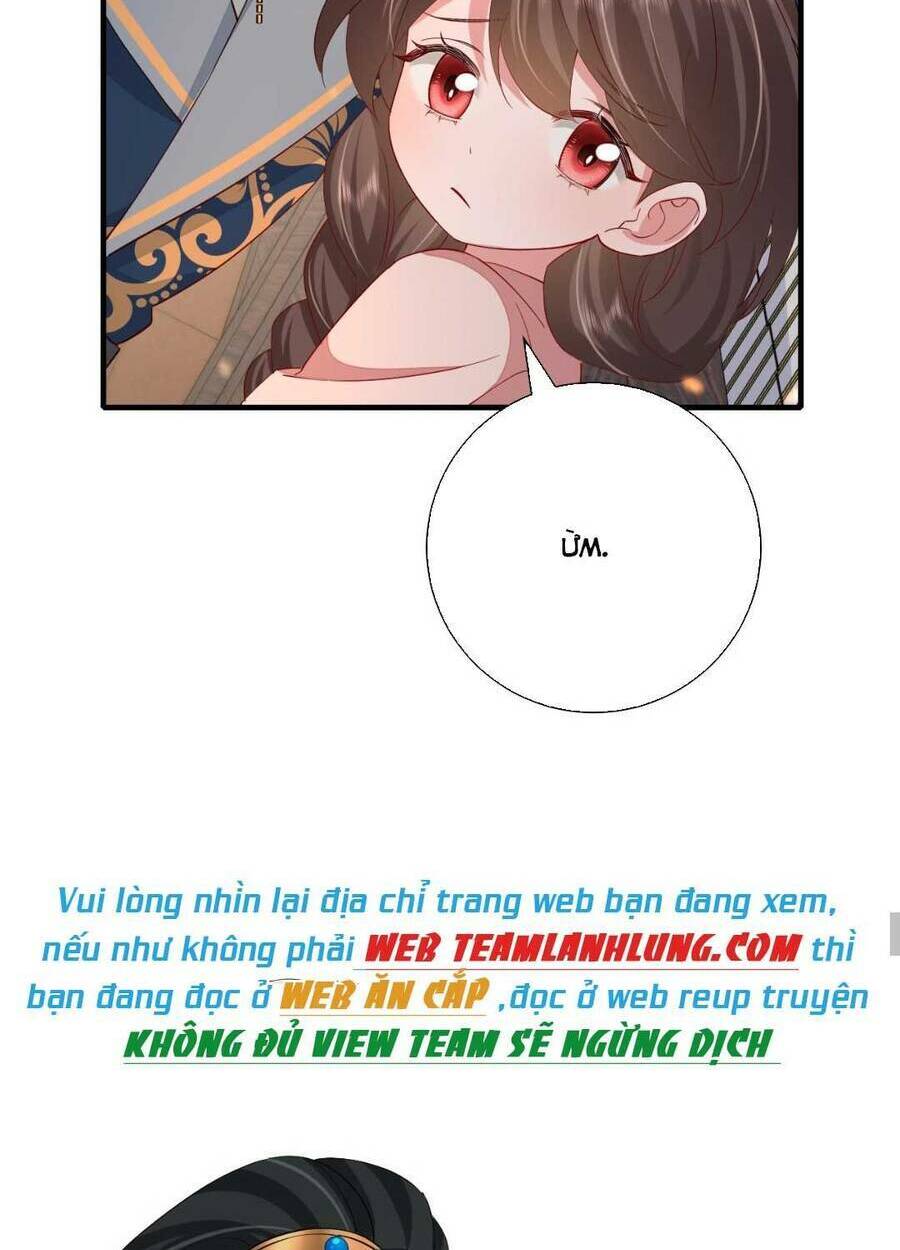 ỪM.
Vui lòng nhìn lại địa chỉ trang web bạn đang xem,
nếu như không phải WEB TEAMLANHLUNG.COM thì
bạn đang đọc ở WEB ĂN CẮP ,đọc ở web reup truyện
KHÔNG ĐỦ VIEW TEAM SẼ NGỪNG DỊCH